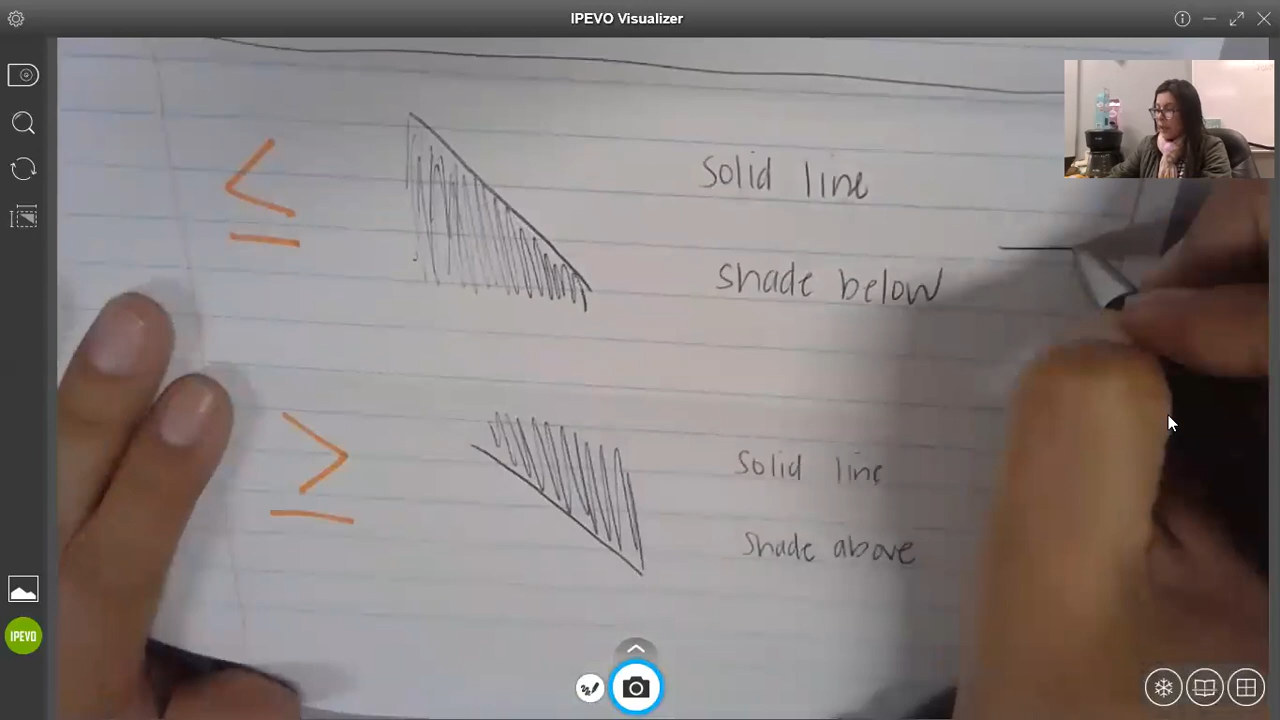 IPEVO Visualizer
≤ solid line
shade below
≥ solid line
shade above
IPEVO